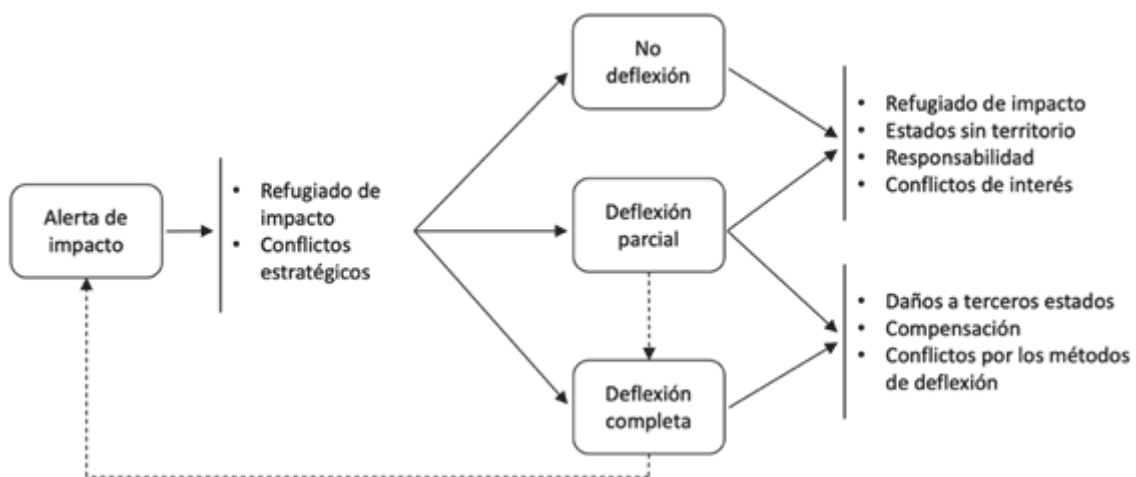 Alerta de
impacto
• Refugiado de
impacto
• Conflictos
estratégicos
No
deflexión
Deflexión
parcial
Deflexión
completa
• Refugiado de impacto
• Estados sin territorio
• Responsabilidad
• Conflictos de interés
• Daños a terceros estados
• Compensación
• Conflictos por los métodos
de deflexión